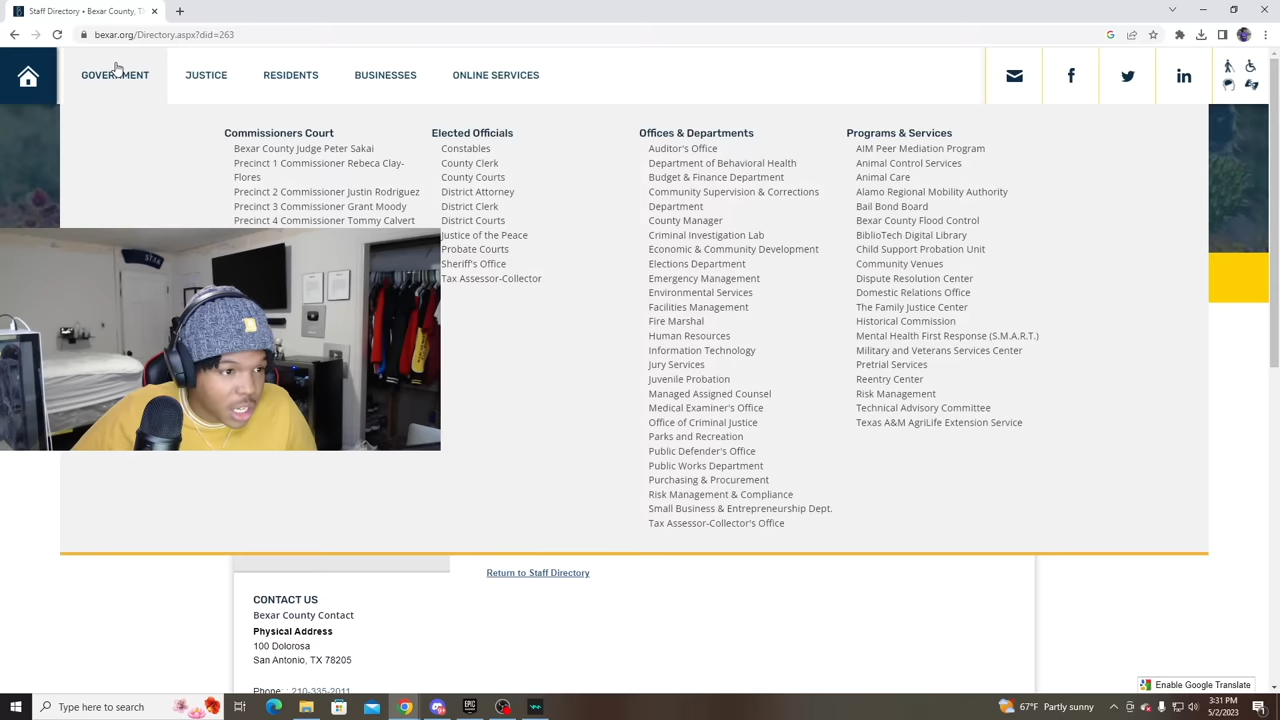 Staff Directory • Bexar County, T
bexar.org/Directory.aspx?did=263
GOVERNMENT
JUSTICE
RESIDENTS
BUSINESSES
ONLINE SERVICES
Commissioners Court
Bexar County Judge Peter Sakai
Precinct 1 Commissioner Rebeca Clay-
Flores
Precinct 2 Commissioner Justin Rodriguez
Precinct 3 Commissioner Grant Moody
Precinct 4 Commissioner Tommy Calvert
Elected Officials
Constables
County Clerk
County Courts
District Attorney
District Clerk
District Courts
Justice of the Peace
Probate Courts
Sheriff's Office
Tax Assessor-Collector
Offices & Departments
Auditor's Office
Department of Behavioral Health
Budget & Finance Department
Community Supervision & Corrections
Department
County Manager
Criminal Investigation Lab
Economic & Community Development
Elections Department
Emergency Management
Environmental Services
Facilities Management
Fire Marshal
Human Resources
Information Technology
Jury Services
Juvenile Probation
Managed Assigned Counsel
Medical Examiner's Office
Office of Criminal Justice
Parks and Recreation
Public Defender's Office
Public Works Department
Purchasing & Procurement
Risk Management & Compliance
Small Business & Entrepreneurship Dept.
Tax Assessor-Collector's Office
Programs & Services
AIM Peer Mediation Program
Animal Control Services
Animal Care
Alamo Regional Mobility Authority
Bail Bond Board
Bexar County Flood Control
BiblioTech Digital Library
Child Support Probation Unit
Community Venues
Dispute Resolution Center
Domestic Relations Office
The Family Justice Center
Historical Commission
Mental Health First Response (S.M.A.R.T.)
Military and Veterans Services Center
Pretrial Services
Reentry Center
Risk Management
Technical Advisory Committee
Texas A&M AgriLife Extension Service
Return to Staff Directory
CONTACT US
Bexar County Contact
Physical Address
100 Dolorosa
San Antonio, TX 78205
Phone: : 210-335-2011
Enable Google Translate
Type here to search
EPIC
67°F Partly sunny
3:31 PM
5/2/2023